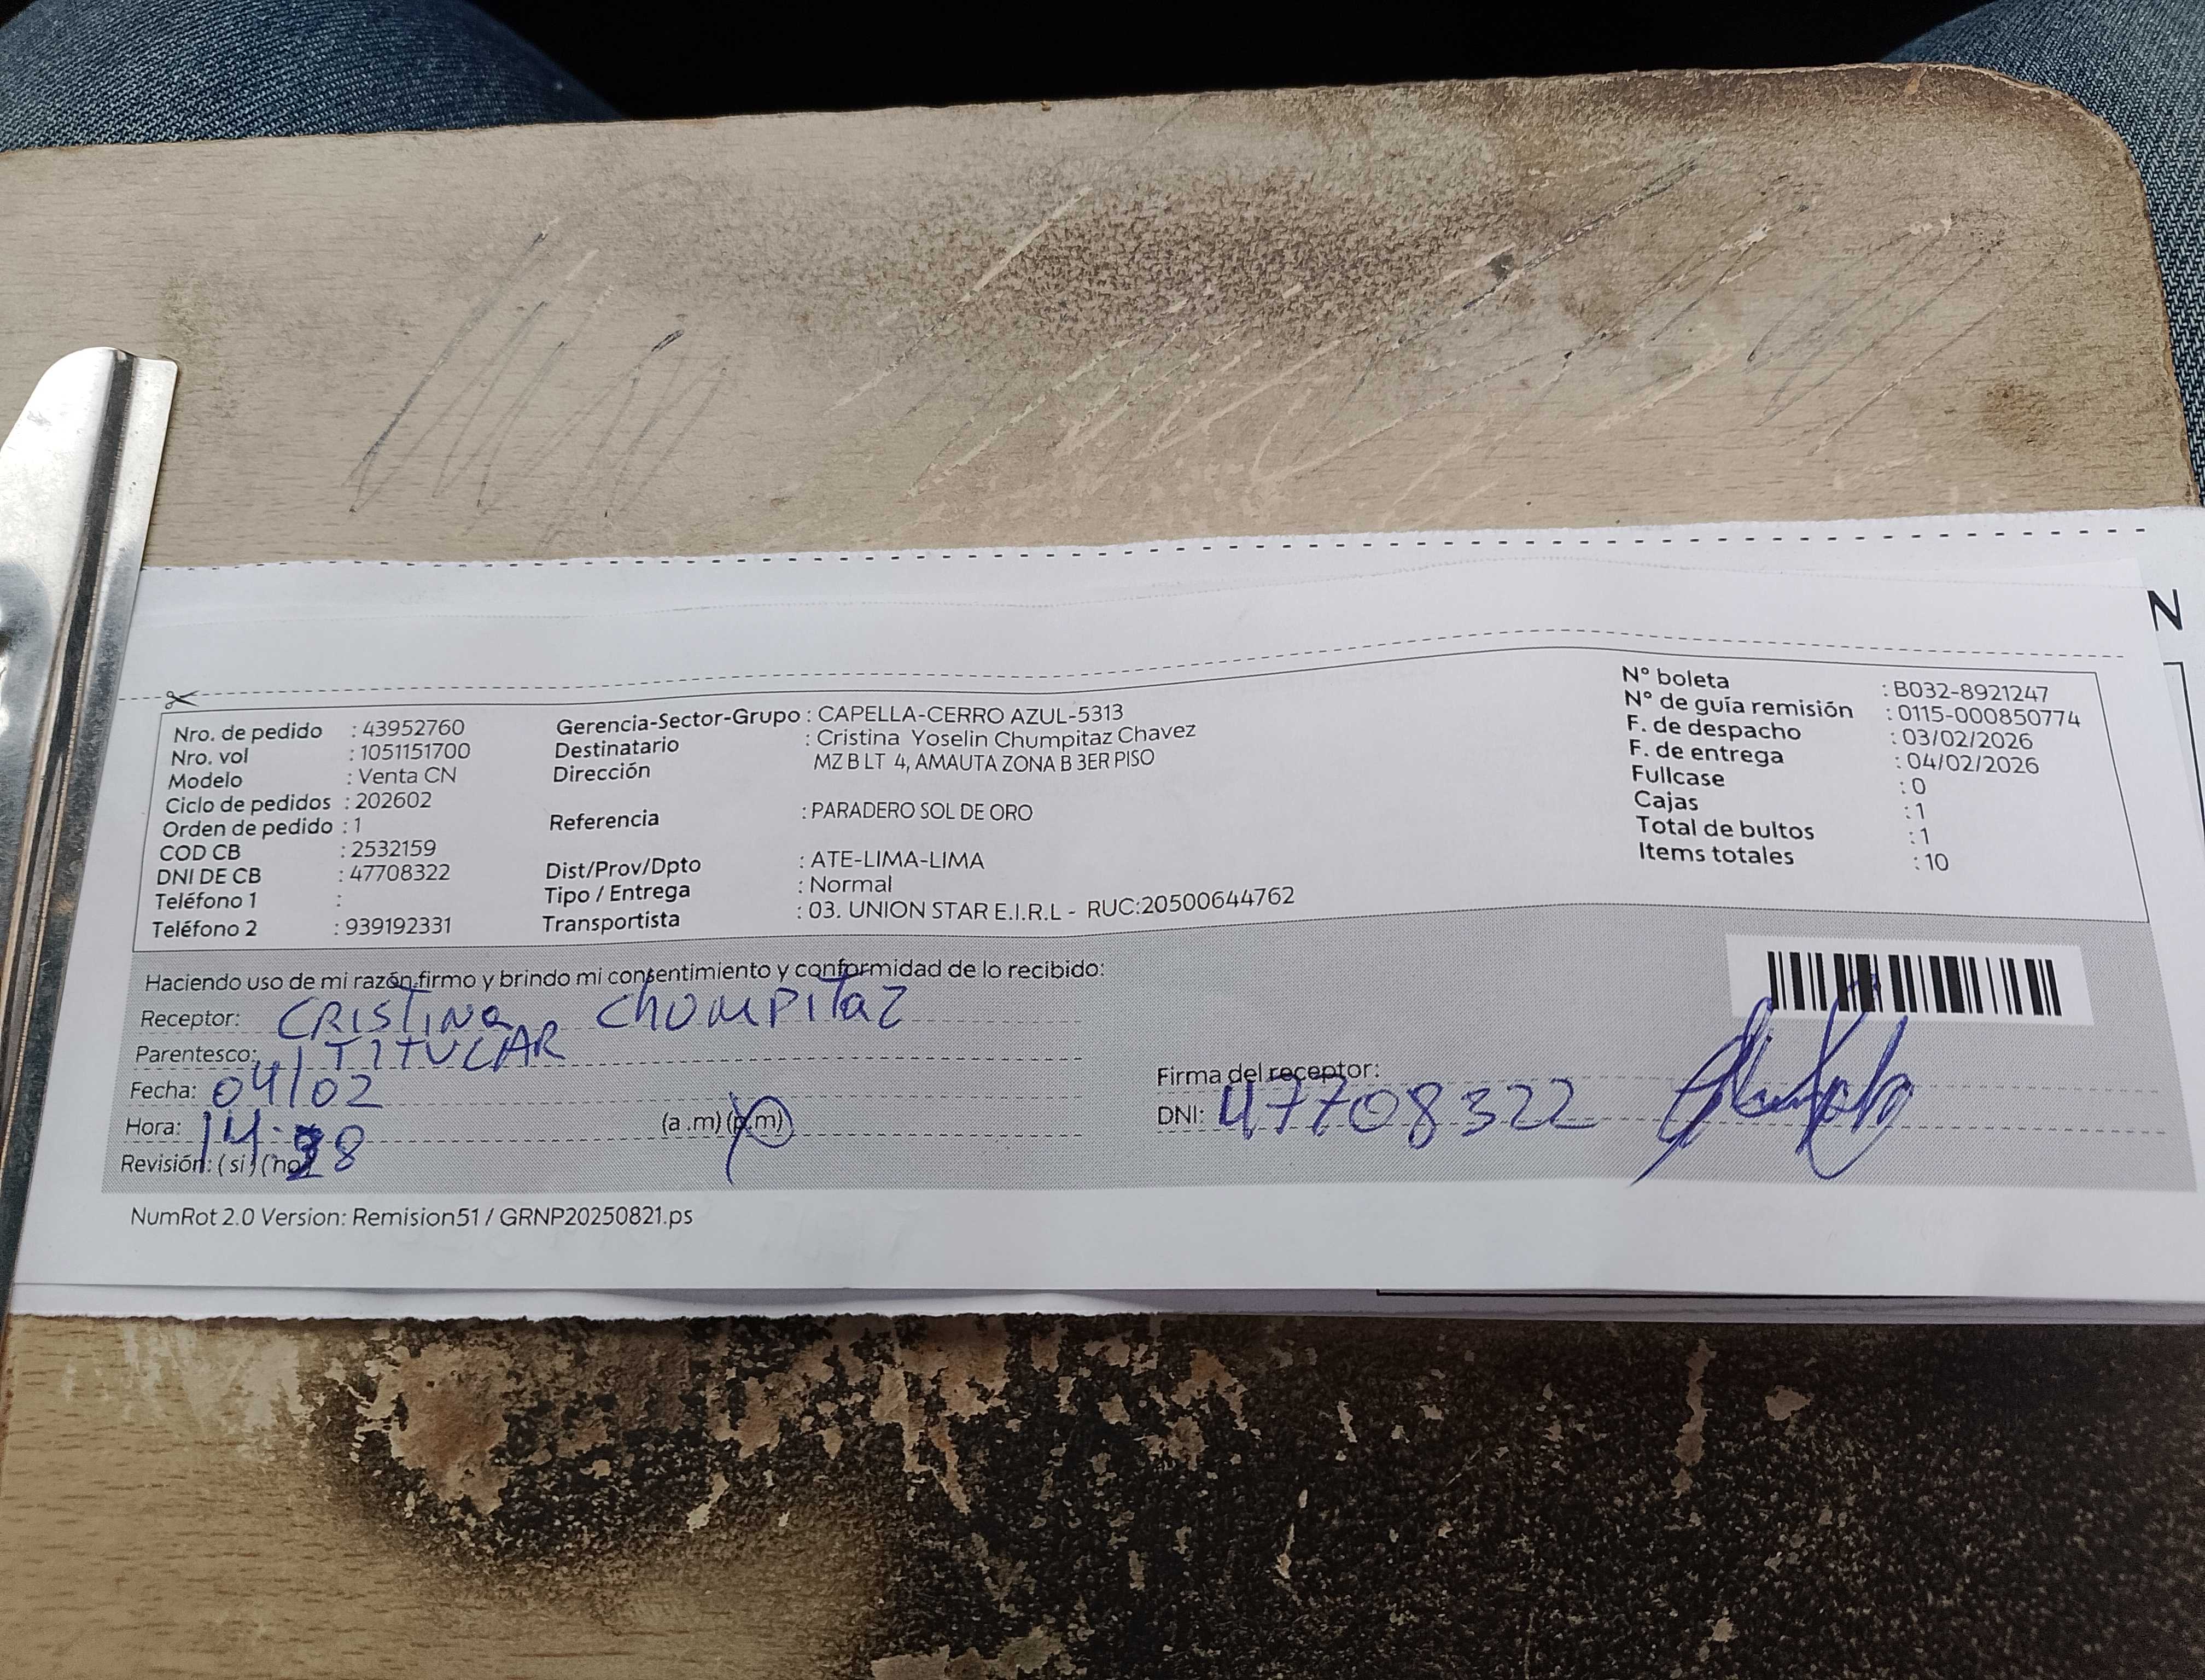 N
Nro. de pedido : 43952760
Nro. vol : 1051151700
Modelo : Venta CN
Ciclo de pedidos : 202602
Orden de pedido : 1
COD CB : 2532159
DNI DE CB : 47708322
Teléfono 1 :
Teléfono 2 : 939192331
Gerencia-Sector-Grupo : CAPELLA-CERRO AZUL-5313
Destinatario : Cristina Yoselin Chumpitaz Chavez
Dirección MZ B LT 4, AMAUTA ZONA B 3ER PISO
Referencia : PARADERO SOL DE ORO
Dist/Prov/Dpto : ATE-LIMA-LIMA
Tipo / Entrega : Normal
Transportista : 03. UNION STAR E.I.R.L - RUC:20500644762
N° boleta : B032-8921247
N° de guía remisión : 0115-000850774
F. de despacho : 03/02/2026
F. de entrega : 04/02/2026
Fullcase : 0
Cajas : 1
Total de bultos : 1
Items totales : 10
Haciendo uso de mi razón firmo y brindo mi consentimiento y conformidad de lo recibido:
Receptor: CRISTINa ChUMPITaZ
Parentesco: TITULAR
Fecha: 04/02
Hora: (a .m) (p.m)
Revisión: ( si ) ( no
Firma del receptor:
DNI: 47708322
NumRot 2.0 Version: Remision51 / GRNP20250821.ps